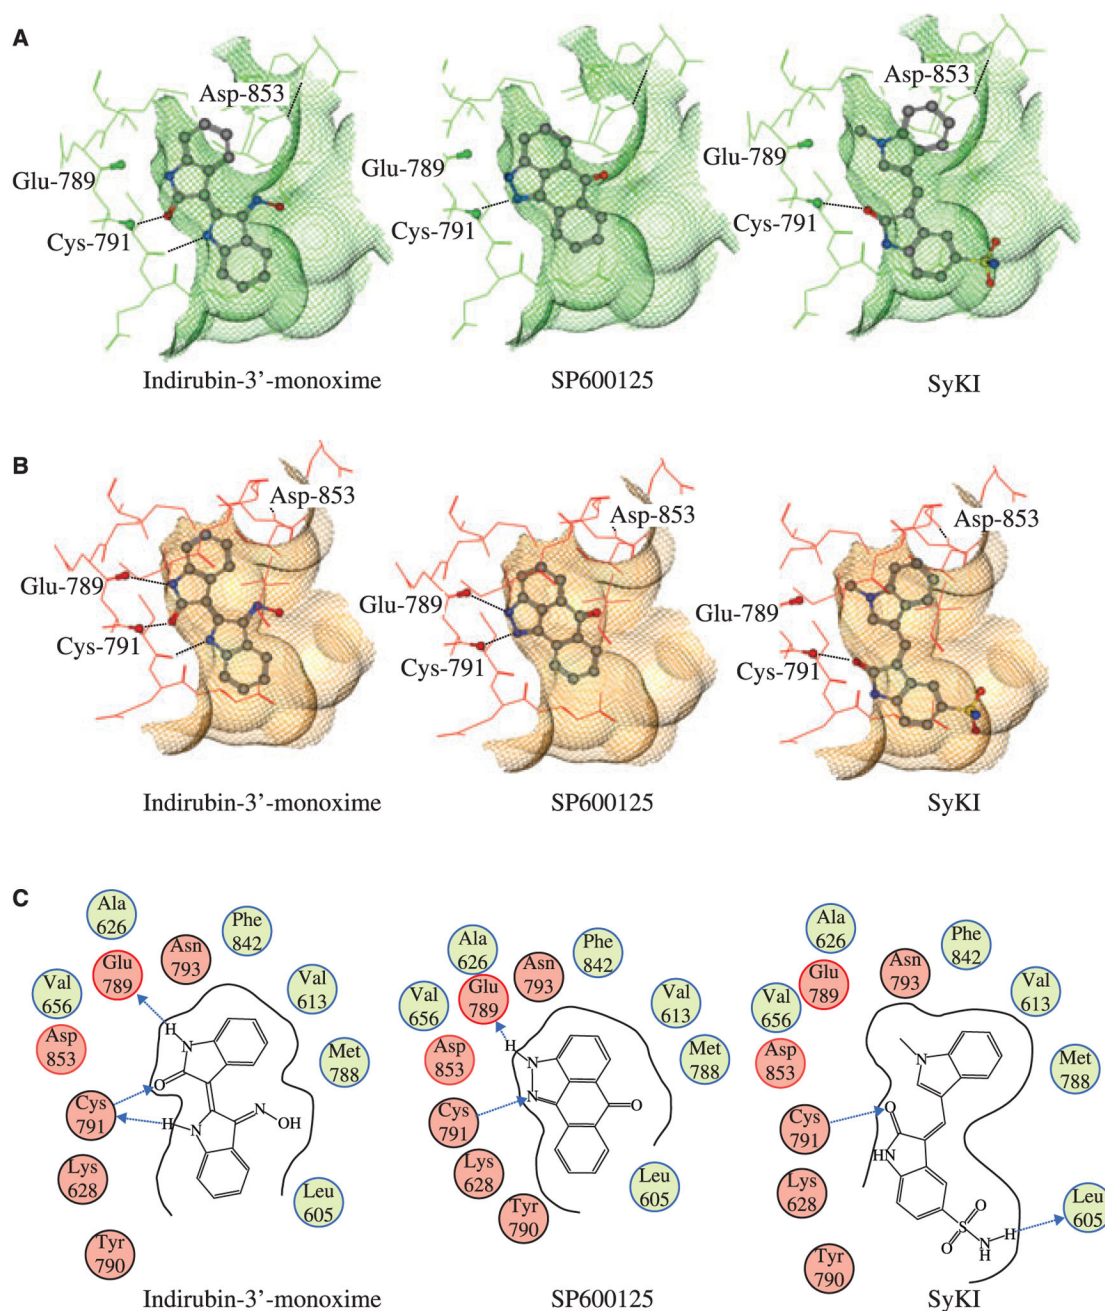 A
Asp-853
Glu-789
Cys-791
Indirubin-3’-monoxime
Glu-789
Cys-791
SP600125
Asp-853
Glu-789
Cys-791
SyKI
B
Asp-853
Glu-789
Cys-791
Indirubin-3’-monoxime
Asp-853
Glu-789
Cys-791
SP600125
Asp-853
Glu-789
Cys-791
SyKI
C
Ala
626
Phe
842
Asn
793
Glu
789
Val
656
Val
613
Asp
853
Met
788
Cys
791
Lys
628
Leu
605
Tyr
790
H
N
O
N
OH
H
N
Indirubin-3’-monoxime
Ala
626
Phe
842
Asn
793
Glu
789
Val
656
Val
613
Asp
853
Met
788
Cys
791
Lys
628
Leu
605
Tyr
790
H
N
N
O
SP600125
Ala
626
Phe
842
Asn
793
Glu
789
Val
656
Val
613
Asp
853
Met
788
Cys
791
Lys
628
Leu
605
Tyr
790
N
O
HN
O
S
O
N
H
H
SyKI